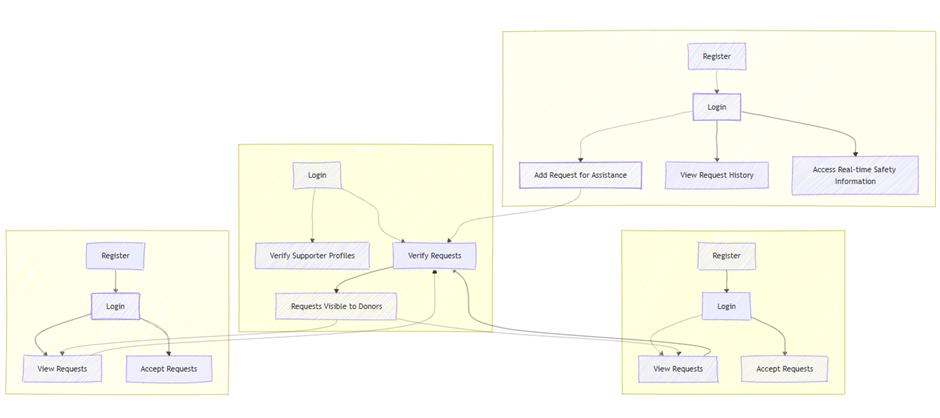 Register
Login
Add Request for Assistance
View Request History
Access Real-time Safety
Information
Login
Verify Supporter Profiles
Verify Requests
Requests Visible to Donors
Register
Login
View Requests
Accept Requests
Register
Login
View Requests
Accept Requests